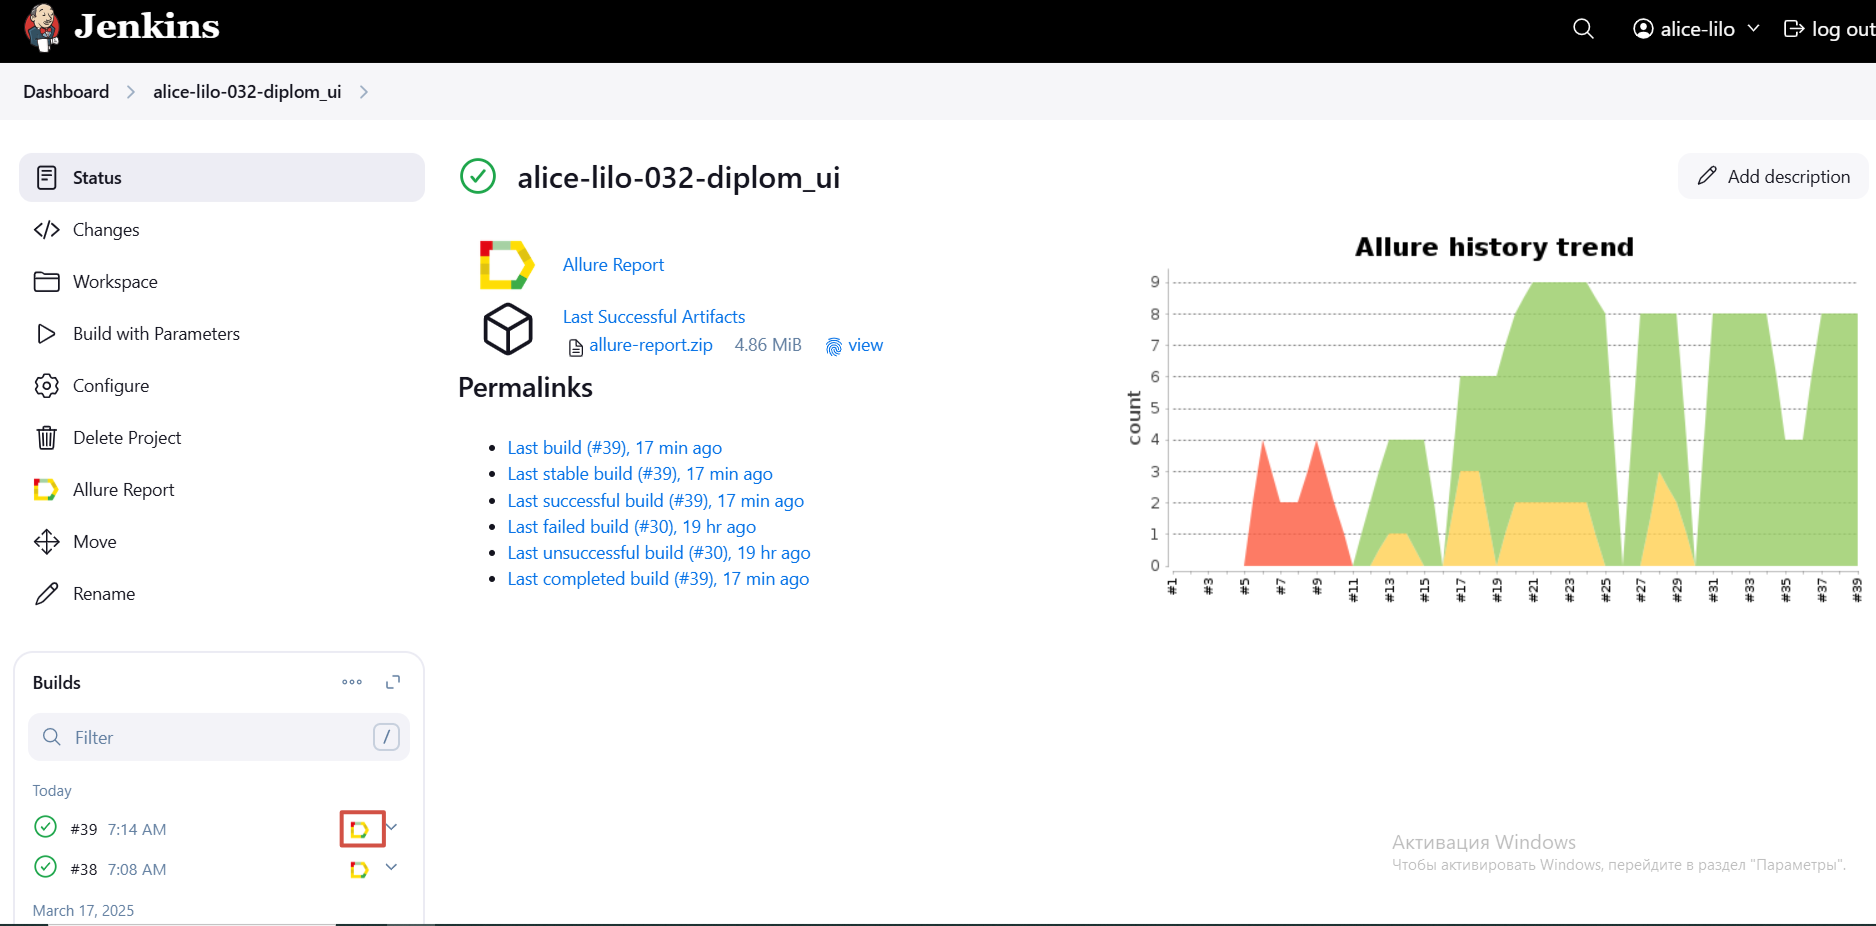 Jenkins
alice-lilo
log out
Dashboard
alice-lilo-032-diplom_ui
Status
Changes
Workspace
Build with Parameters
Configure
Delete Project
Allure Report
Move
Rename
alice-lilo-032-diplom_ui
Add description
Allure Report
Last Successful Artifacts
allure-report.zip 4.86 MiB view
Permalinks
Last build (#39), 17 min ago
Last stable build (#39), 17 min ago
Last successful build (#39), 17 min ago
Last failed build (#30), 19 hr ago
Last unsuccessful build (#30), 19 hr ago
Last completed build (#39), 17 min ago
Allure history trend
count
9
8
7
6
5
4
3
2
1
0
#1 #3 #5 #7 #9 #11 #13 #15 #17 #19 #21 #23 #25 #27 #29 #31 #33 #35 #37 #39
Builds
Filter /
Today
#39 7:14 AM
#38 7:08 AM
March 17, 2025
Активация Windows
Чтобы активировать Windows, перейдите в раздел "Параметры".